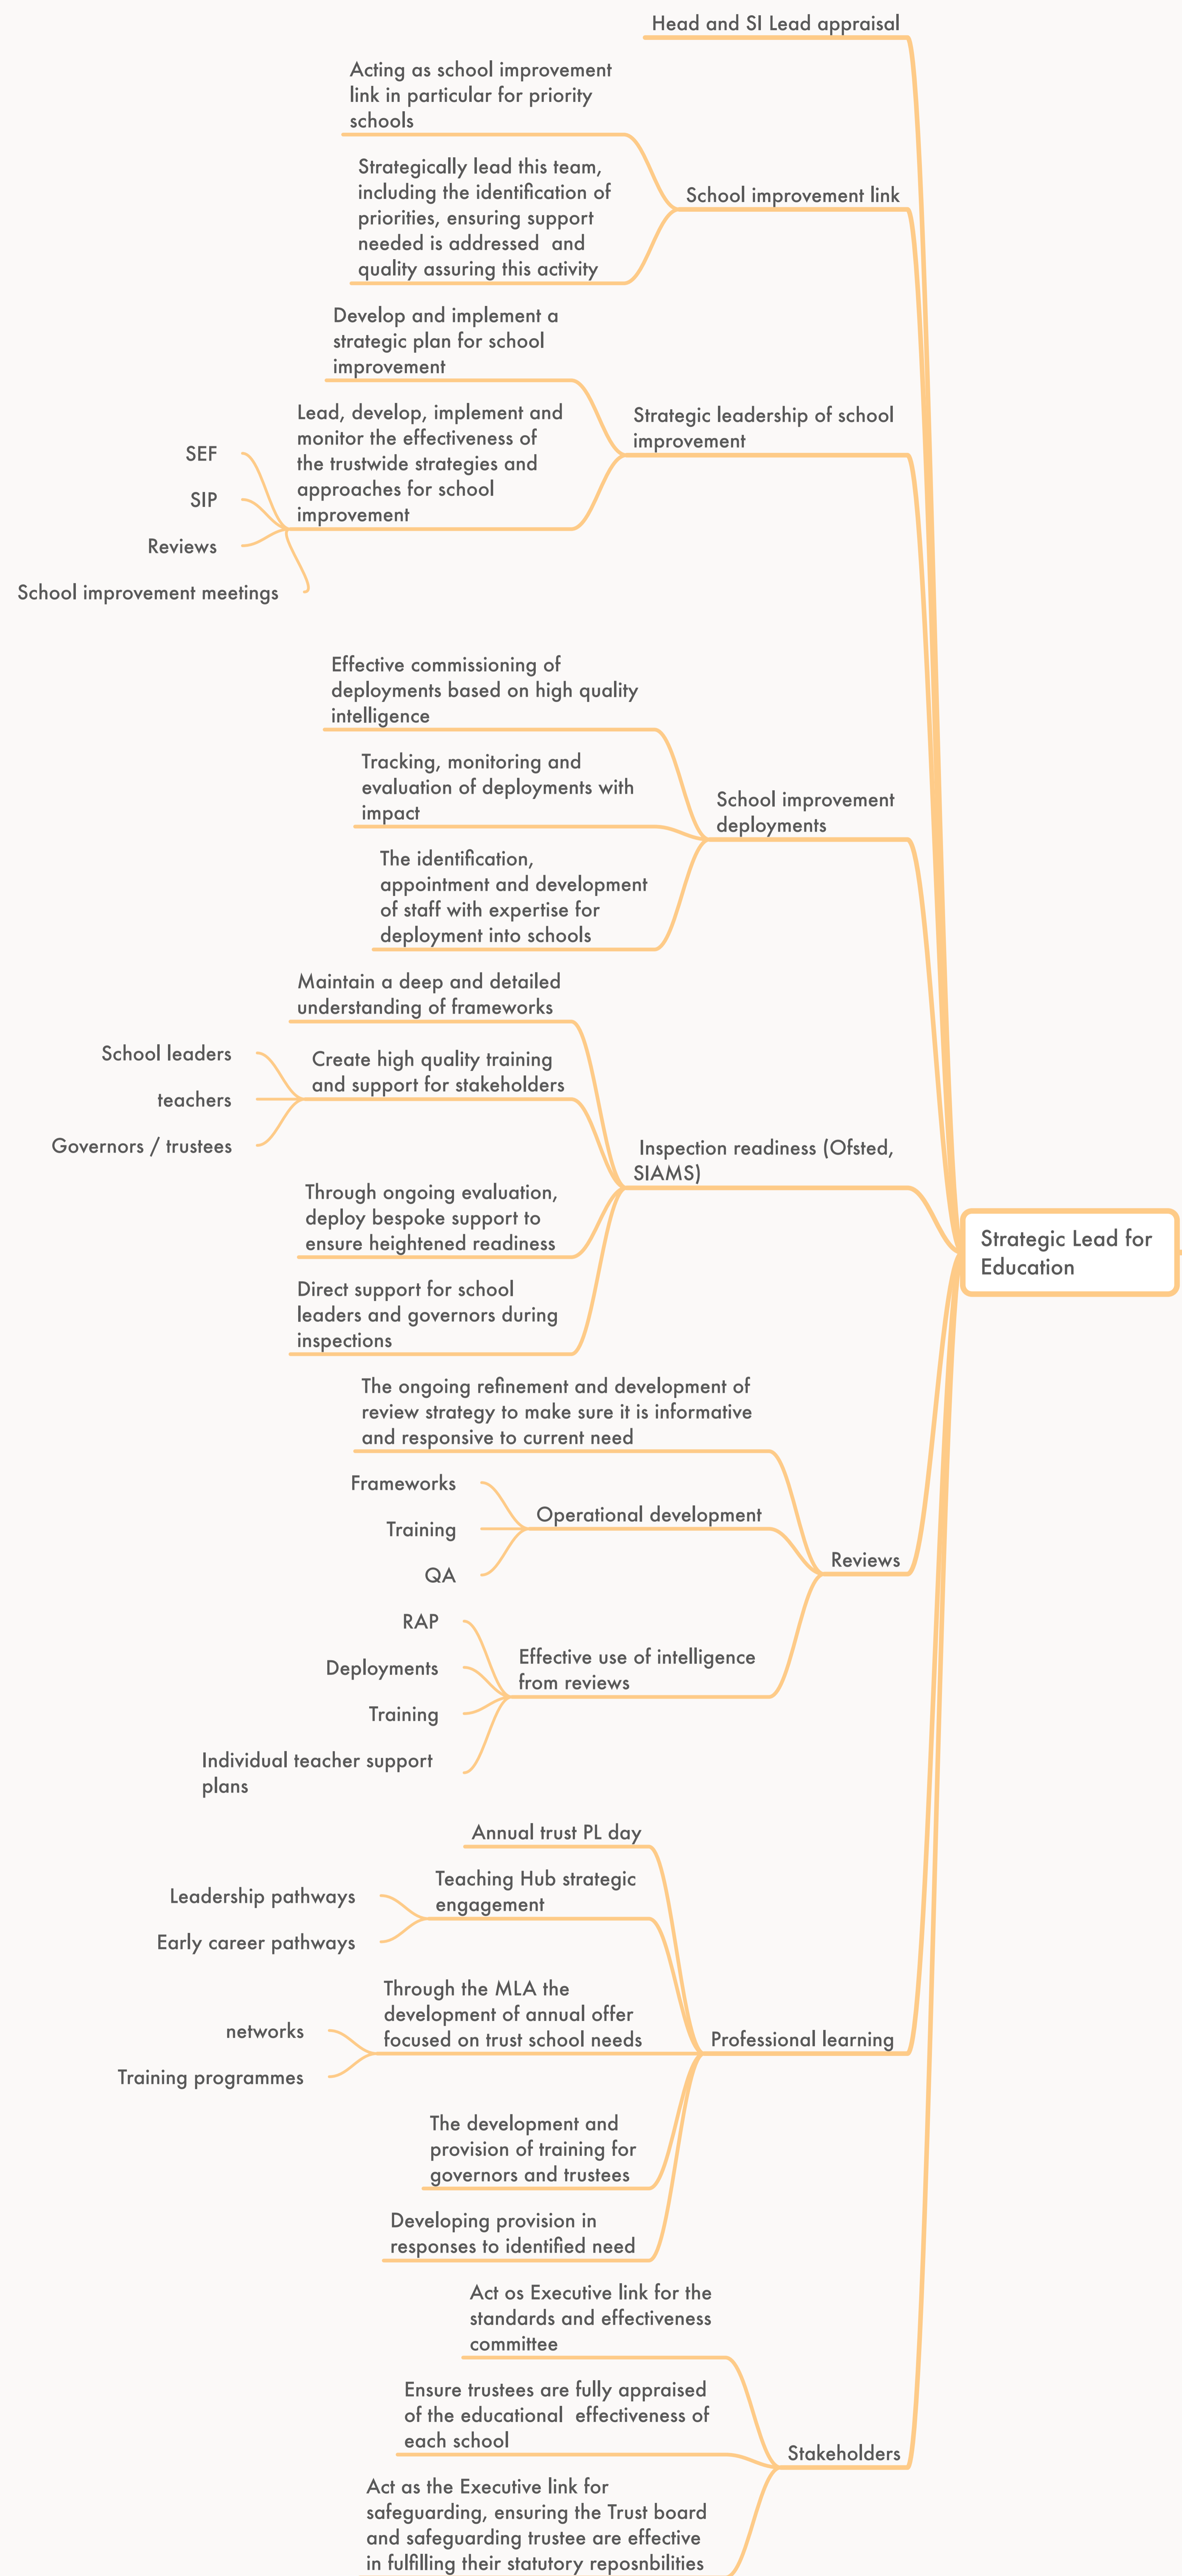 Head and SI Lead appraisal
Acting as school improvement
link in particular for priority
schools
Strategically lead this team,
including the identification of
priorities, ensuring support
needed is addressed  and
quality assuring this activity
School improvement link
Develop and implement a
strategic plan for school
improvement
Lead, develop, implement and
monitor the effectiveness of
the trustwide strategies and
approaches for school
improvement
SEF
SIP
Reviews
School improvement meetings
Strategic leadership of school
improvement
Effective commissioning of
deployments based on high quality
intelligence
Tracking, monitoring and
evaluation of deployments with
impact
The identification,
appointment and development
of staff with expertise for
deployment into schools
School improvement
deployments
Maintain a deep and detailed
understanding of frameworks
Create high quality training
and support for stakeholders
School leaders
teachers
Governors / trustees
Through ongoing evaluation,
deploy bespoke support to
ensure heightened readiness
Direct support for school
leaders and governors during
inspections
Inspection readiness (Ofsted,
SIAMS)
Strategic Lead for
Education
The ongoing refinement and development of
review strategy to make sure it is informative
and responsive to current need
Frameworks
Training
QA
Operational development
Reviews
RAP
Deployments
Training
Individual teacher support
plans
Effective use of intelligence
from reviews
Annual trust PL day
Teaching Hub strategic
engagement
Leadership pathways
Early career pathways
Through the MLA the
development of annual offer
focused on trust school needs
networks
Training programmes
Professional learning
The development and
provision of training for
governors and trustees
Developing provision in
responses to identified need
Act os Executive link for the
standards and effectiveness
committee
Ensure trustees are fully appraised
of the educational  effectiveness of
each school
Stakeholders
Act as the Executive link for
safeguarding, ensuring the Trust board
and safeguarding trustee are effective
in fulfilling their statutory reposnbilities